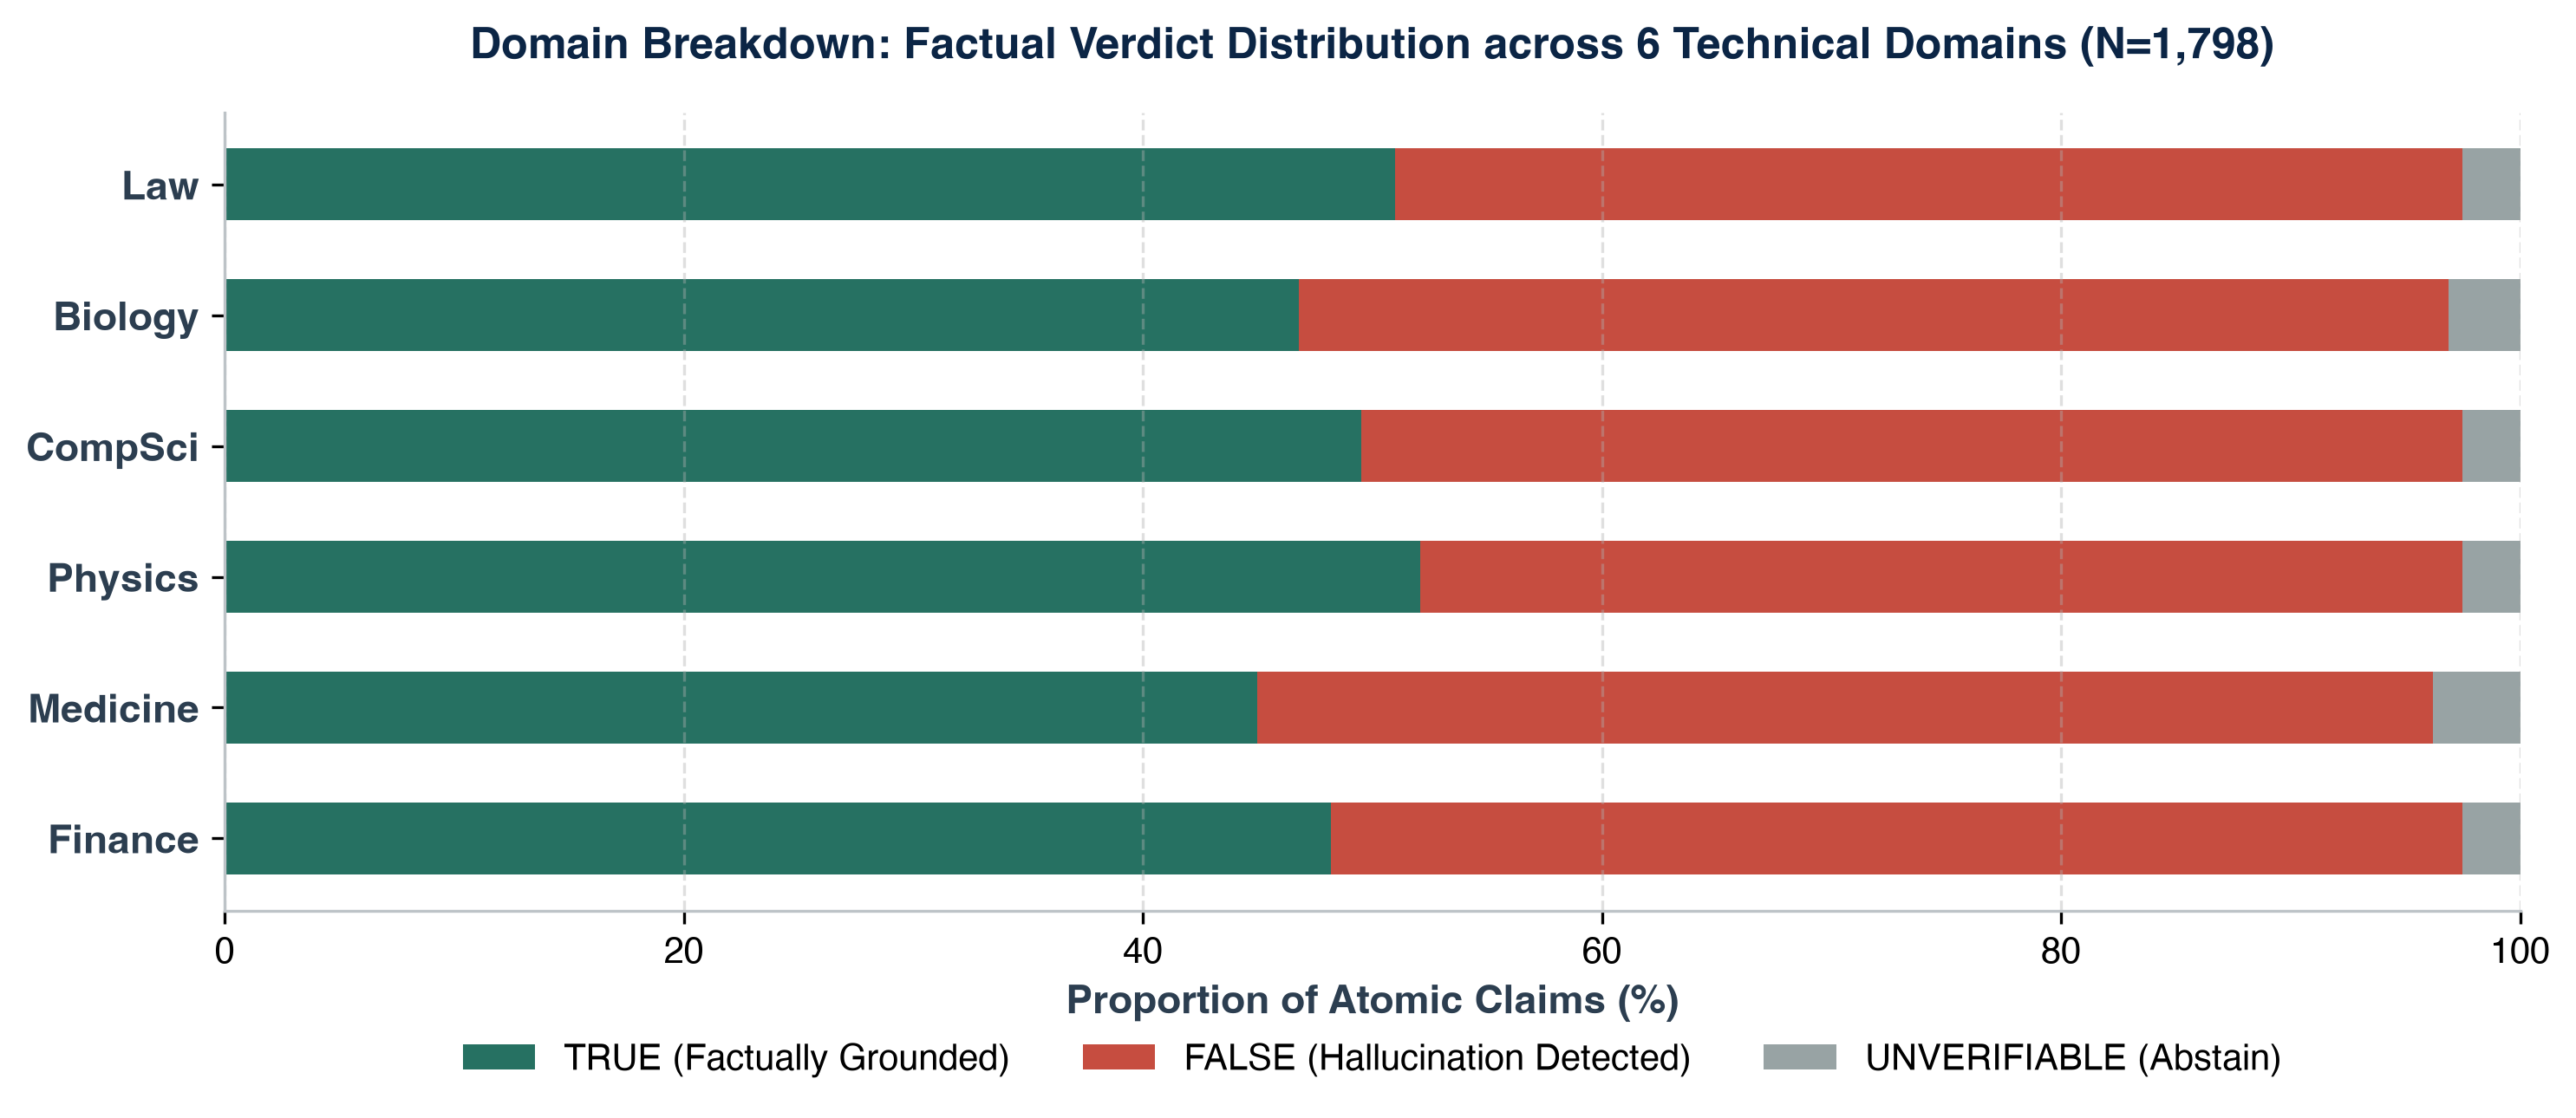 Domain Breakdown: Factual Verdict Distribution across 6 Technical Domains (N=1,798)
Law
Biology
CompSci
Physics
Medicine
Finance
0 20 40 60 80 100
Proportion of Atomic Claims (%)
TRUE (Factually Grounded) FALSE (Hallucination Detected) UNVERIFIABLE (Abstain)